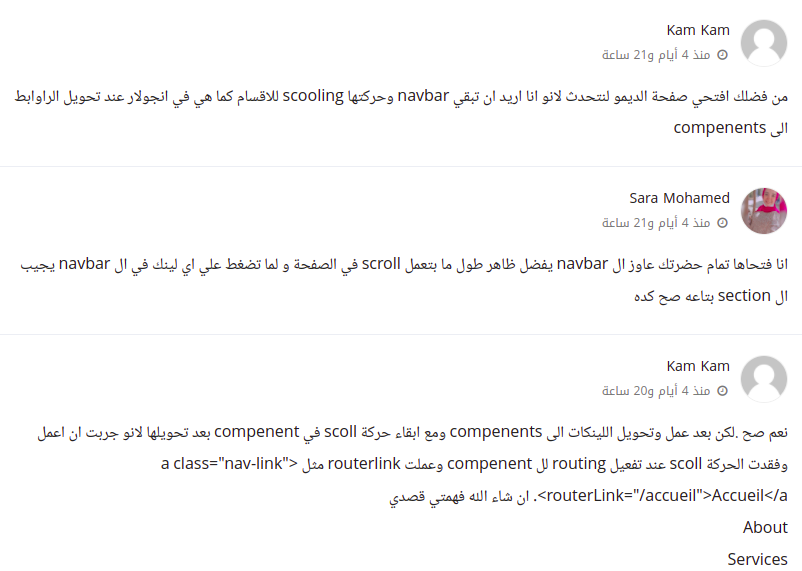 Kam Kam
منذ 4 أيام و21 ساعة
من فضلك افتحي صفحة الديمو لنتحدث لانو انا اريد ان تبقي navbar وحركتها scooling للاقسام كما هي في انجولار عند تحويل الراوابط
الى compenents
Sara Mohamed
منذ 4 أيام و21 ساعة
انا فتحاها تمام حضرتك عاوز ال navbar يفضل ظاهر طول ما بتعمل scroll في الصفحة و لما تضغط علي اي لينك في ال navbar يجيب
ال section بتاعه صح كده
Kam Kam
منذ 4 أيام و20 ساعة
نعم صح .لكن بعد عمل وتحويل اللينكات الى compenents ومع ابقاء حركة scoll في compenent بعد تحويلها لانو جربت ان اعمل
وفقدت الحركة scoll عند تفعيل routing لل compenent وعملت routerlink مثل <a class="nav-link"
routerLink="/accueil">Accueil</a>. ان شاء الله فهمتي قصدي
About
Services